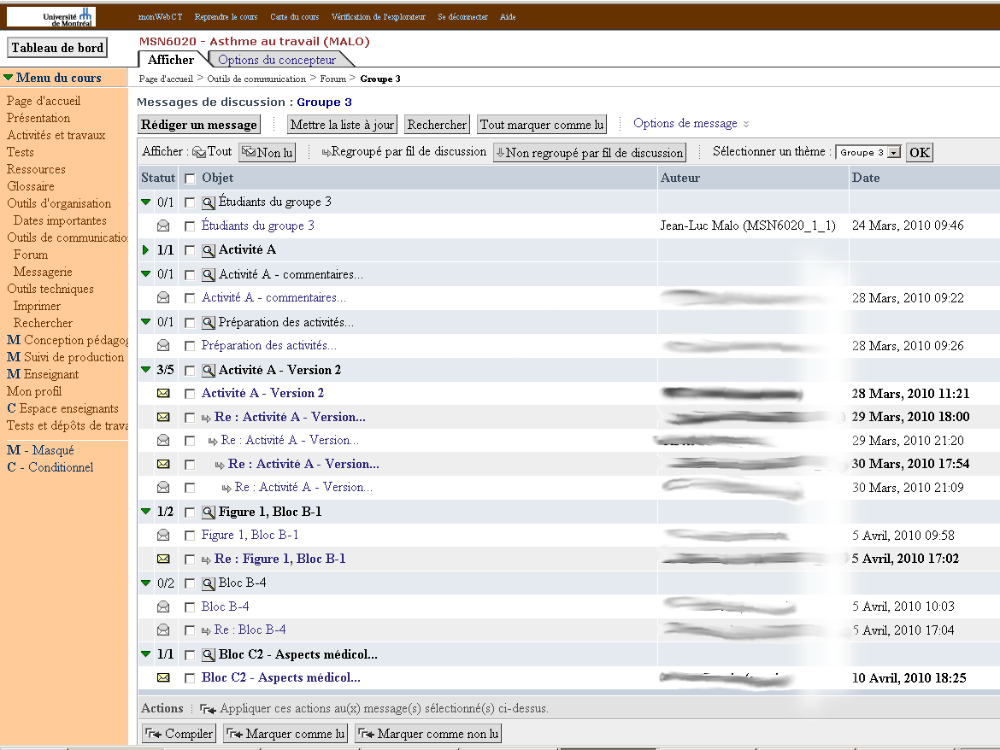 Université de Montréal
monWebCT Reprendre le cours Carte du cours Vérification de l'explorateur Se déconnecter Aide
Tableau de bord
MSN6020 - Asthme au travail (MALO)
Afficher Options du concepteur
Menu du cours
Page d'accueil > Outils de communication > Forum > Groupe 3
Page d'accueil
Présentation
Activités et travaux
Tests
Ressources
Glossaire
Outils d'organisation
Dates importantes
Outils de communicatio
Forum
Messagerie
Outils techniques
Imprimer
Rechercher
M Conception pédagog
M Suivi de production
M Enseignant
Mon profil
C Espace enseignants
Tests et dépôts de trava
M - Masqué
C - Conditionnel
Messages de discussion : Groupe 3
Rédiger un message Mettre la liste à jour Rechercher Tout marquer comme lu Options de message
Afficher : Tout Non lu Regroupé par fil de discussion Non regroupé par fil de discussion Sélectionner un thème : Groupe 3 OK
Statut Objet Auteur Date
0/1 Étudiants du groupe 3
Étudiants du groupe 3 Jean-Luc Malo (MSN6020_1_1) 24 Mars, 2010 09:46
1/1 Activité A
0/1 Activité A - commentaires...
Activité A - commentaires... 28 Mars, 2010 09:22
0/1 Préparation des activités...
Préparation des activités... 28 Mars, 2010 09:26
3/5 Activité A - Version 2
Activité A - Version 2 28 Mars, 2010 11:21
Re : Activité A - Version... 29 Mars, 2010 18:00
Re : Activité A - Version... 29 Mars, 2010 21:20
Re : Activité A - Version... 30 Mars, 2010 17:54
Re : Activité A - Version... 30 Mars, 2010 21:09
1/2 Figure 1, Bloc B-1
Figure 1, Bloc B-1 5 Avril, 2010 09:58
Re : Figure 1, Bloc B-1 5 Avril, 2010 17:02
0/2 Bloc B-4
Bloc B-4 5 Avril, 2010 10:03
Re : Bloc B-4 5 Avril, 2010 17:04
1/1 Bloc C2 - Aspects médicol...
Bloc C2 - Aspects médicol... 10 Avril, 2010 18:25
Actions Appliquer ces actions au(x) message(s) sélectionné(s) ci-dessus.
Compiler Marquer comme lu Marquer comme non lu